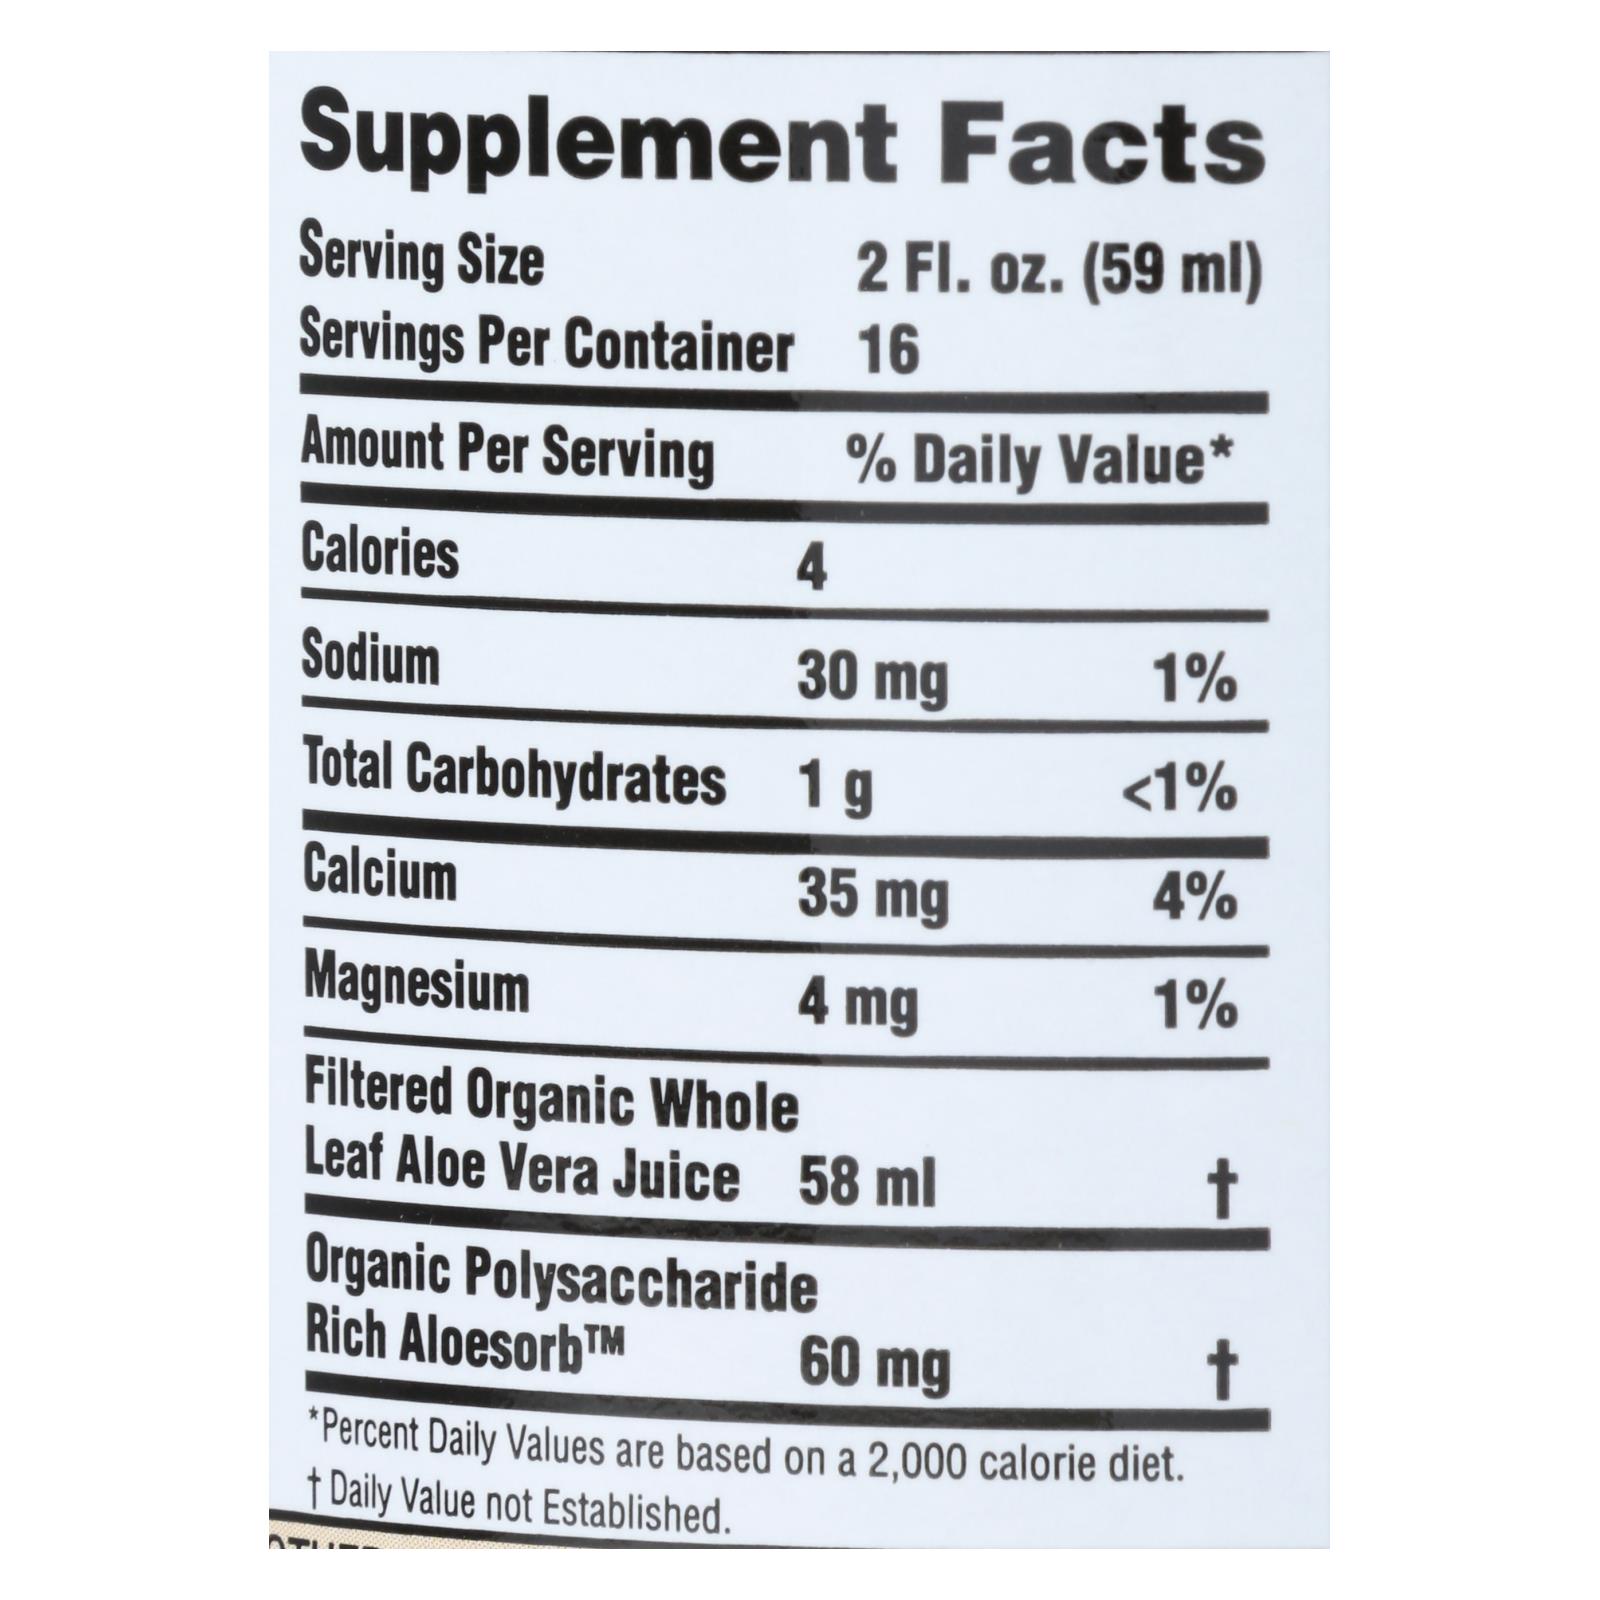 Supplement Facts
Serving Size 2 Fl. oz. (59 ml)
Servings Per Container 16
Amount Per Serving % Daily Value*
Calories 4
Sodium 30 mg 1%
Total Carbohydrates 1 g <1%
Calcium 35 mg 4%
Magnesium 4 mg 1%
Filtered Organic Whole
Leaf Aloe Vera Juice 58 ml †
Organic Polysaccharide
Rich Aloesorb™ 60 mg †
*Percent Daily Values are based on a 2,000 calorie diet.
† Daily Value not Established.